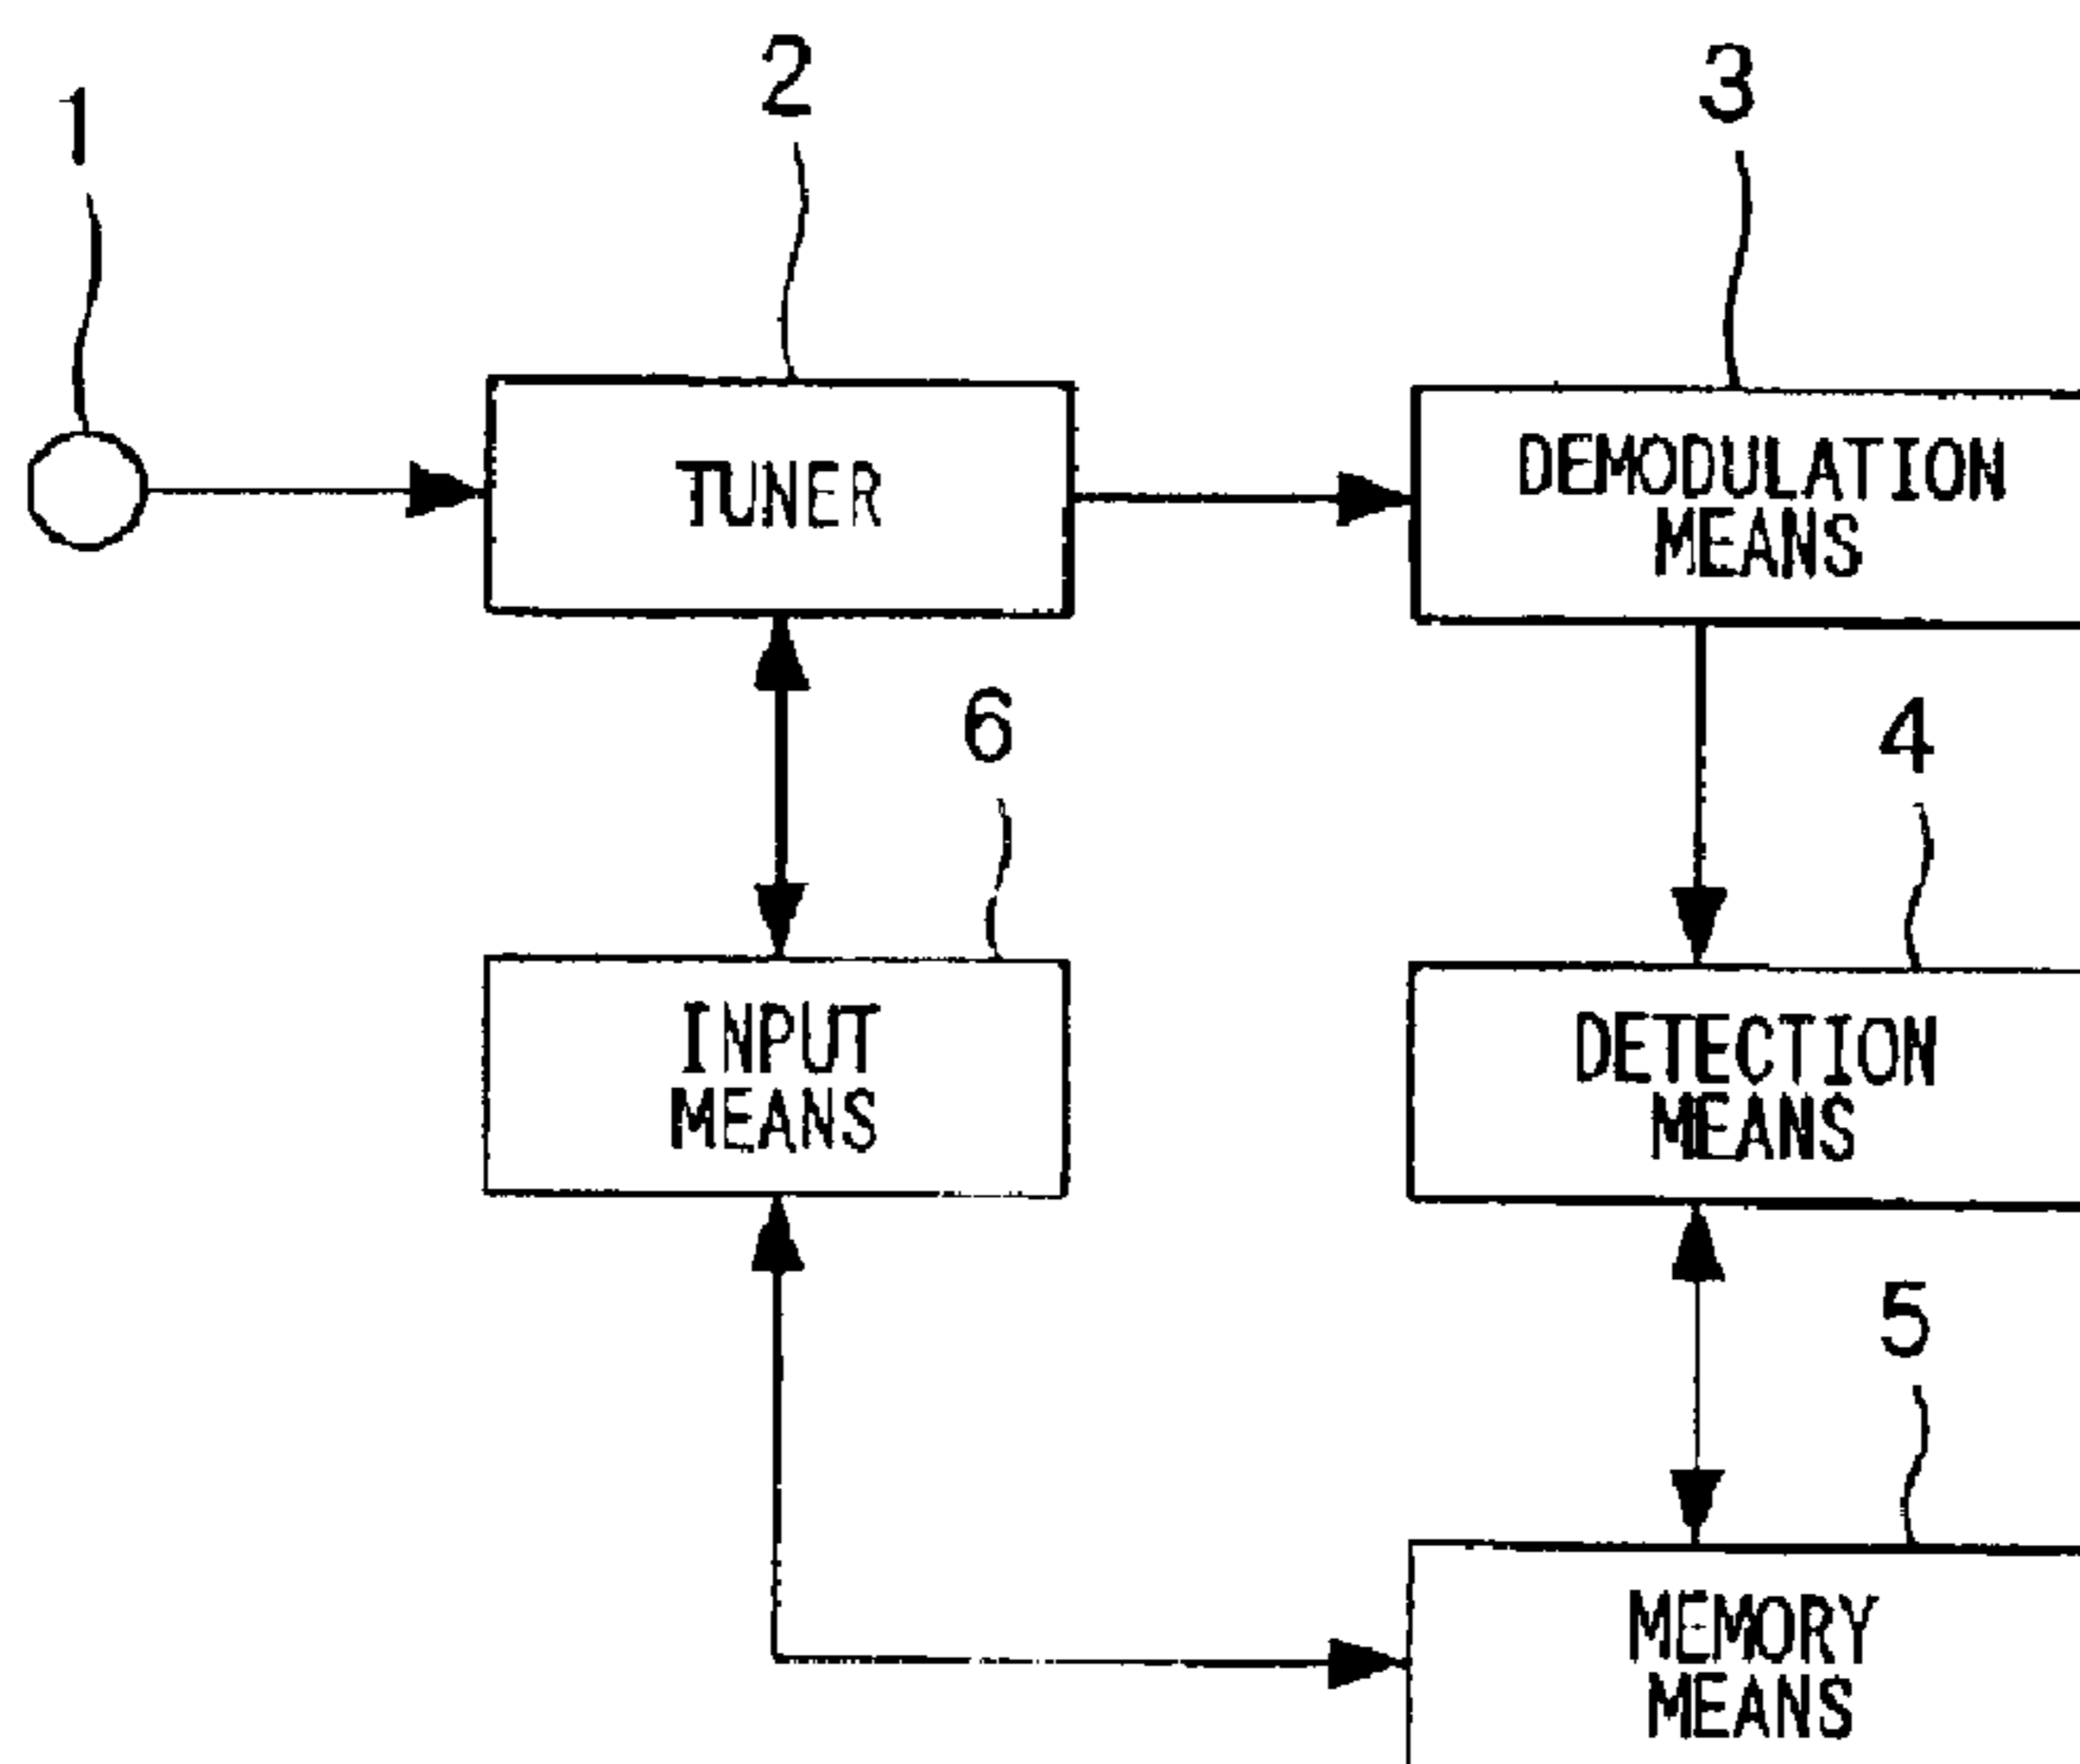 1
2
3
TUNER
DEMODULATION
MEANS
6
4
INPUT
MEANS
DETECTION
MEANS
5
MEMORY
MEANS